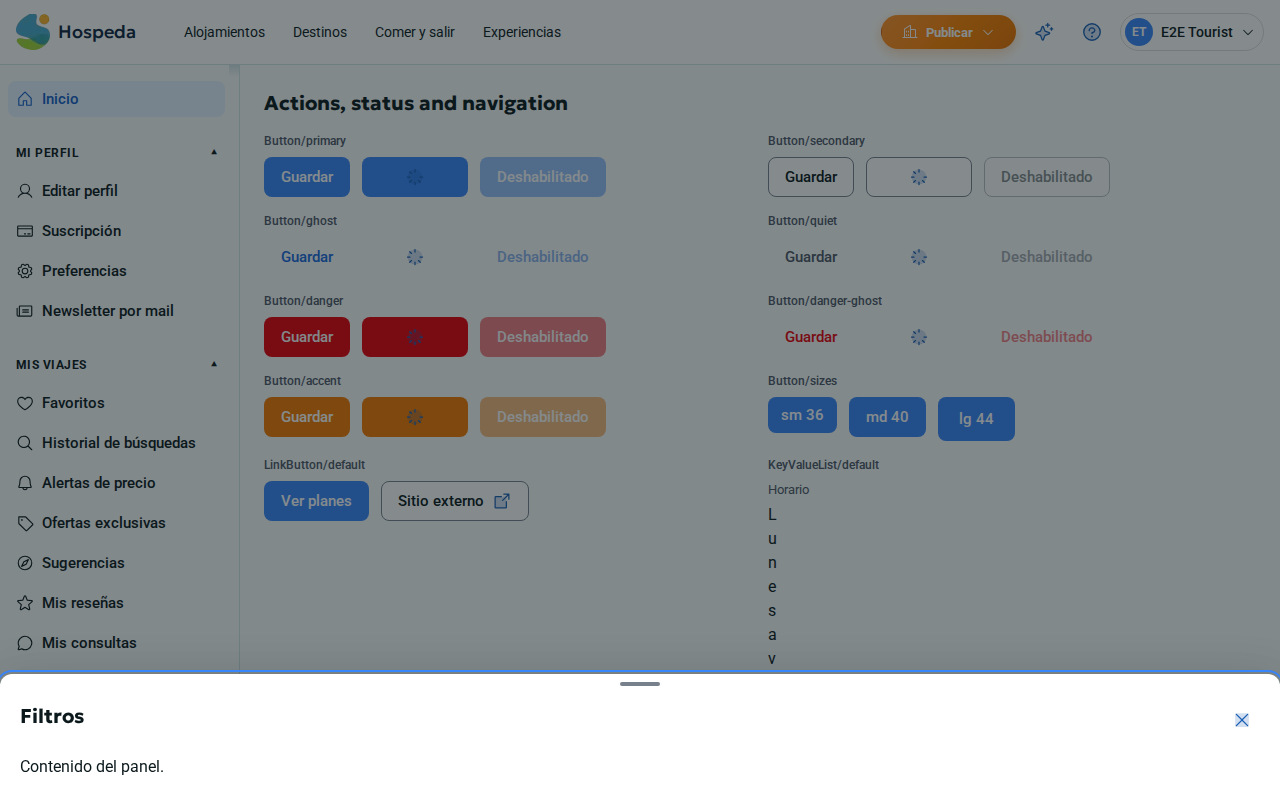 Hospeda
Alojamientos
Destinos
Comer y salir
Experiencias
Publicar
ET
E2E Tourist
Inicio
MI PERFIL
Editar perfil
Suscripción
Preferencias
Newsletter por mail
MIS VIAJES
Favoritos
Historial de búsquedas
Alertas de precio
Ofertas exclusivas
Sugerencias
Mis reseñas
Mis consultas
Actions, status and navigation
Button/primary
Guardar
Deshabilitado
Button/secondary
Guardar
Deshabilitado
Button/ghost
Guardar
Deshabilitado
Button/quiet
Guardar
Deshabilitado
Button/danger
Guardar
Deshabilitado
Button/danger-ghost
Guardar
Deshabilitado
Button/accent
Guardar
Deshabilitado
Button/sizes
sm 36
md 40
lg 44
LinkButton/default
Ver planes
Sitio externo
KeyValueList/default
Horario
L
u
n
e
s
a
v
Filtros
Contenido del panel.